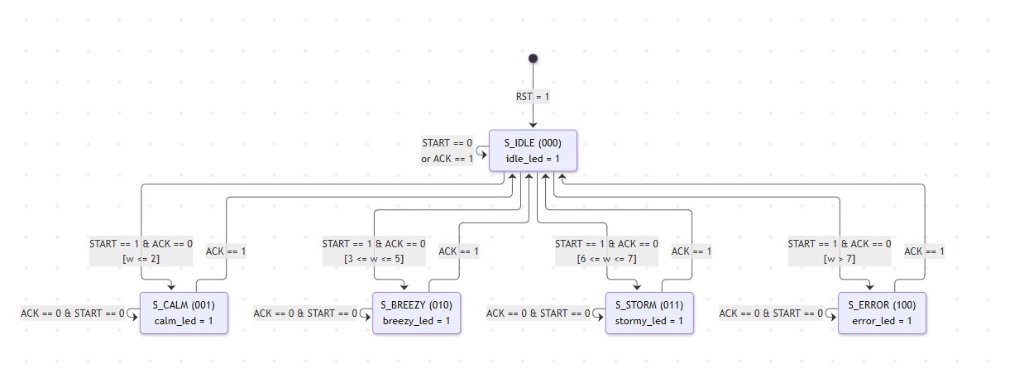 RST = 1
START == 0
or ACK == 1
S_IDLE (000)
idle_led = 1
START == 1 & ACK == 0
[w <= 2]
ACK == 1
START == 1 & ACK == 0
[3 <= w <= 5]
ACK == 1
START == 1 & ACK == 0
[6 <= w <= 7]
ACK == 1
START == 1 & ACK == 0
[w > 7]
ACK == 1
ACK == 0 & START == 0
S_CALM (001)
calm_led = 1
ACK == 0 & START == 0
S_BREEZY (010)
breezy_led = 1
ACK == 0 & START == 0
S_STORM (011)
stormy_led = 1
ACK == 0 & START == 0
S_ERROR (100)
error_led = 1